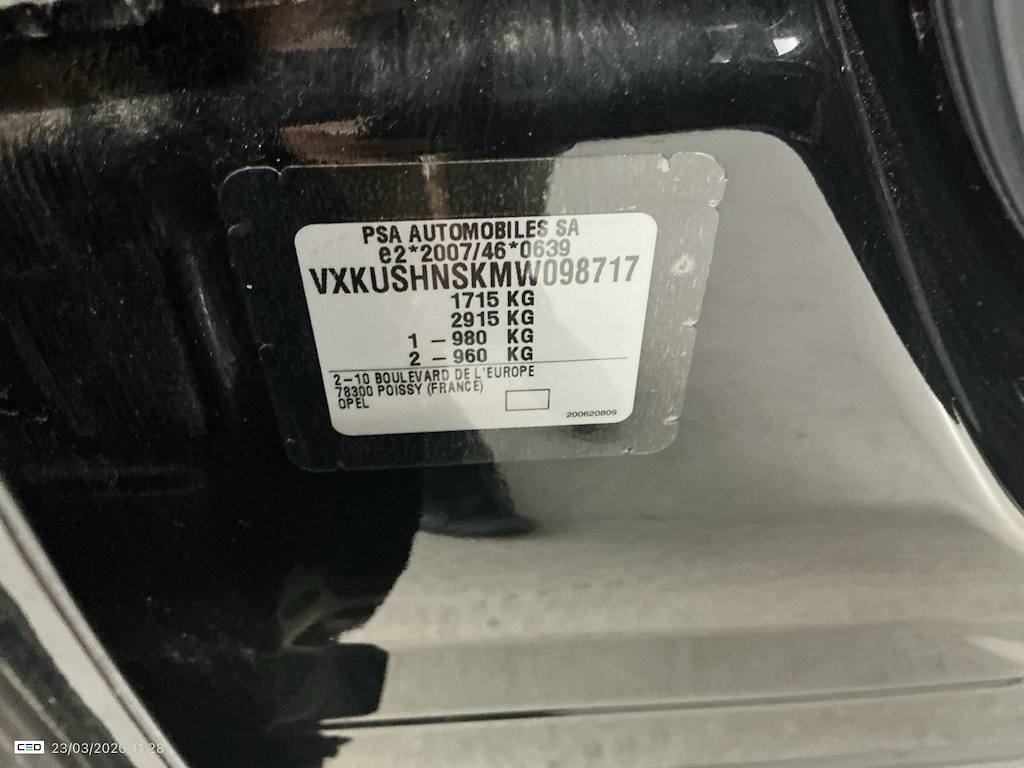 PSA AUTOMOBILES SA
e2*2007/46*0639
VXKUSHNSKMW098717
1715 KG
2915 KG
1 – 980 KG
2 – 960 KG
2–10 BOULEVARD DE L'EUROPE
78300 POISSY (FRANCE)
OPEL
200620809
CEO 23/03/2026 11:28